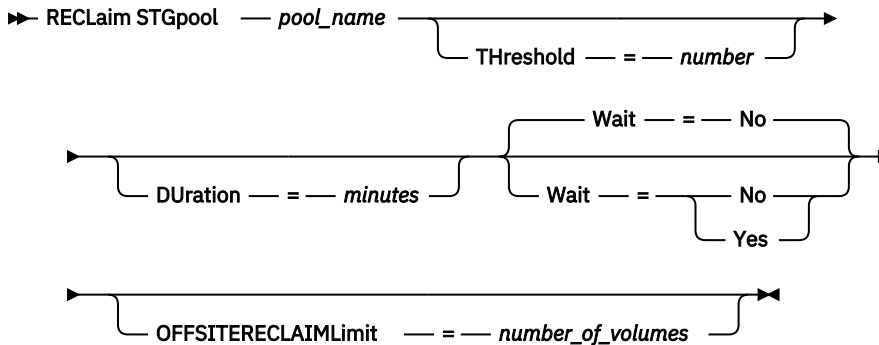 RECLaim STGpool pool_name
THreshold = number
Wait = No
DUration = minutes Wait = No
Yes
OFFSITERECLAIMLimit = number_of_volumes